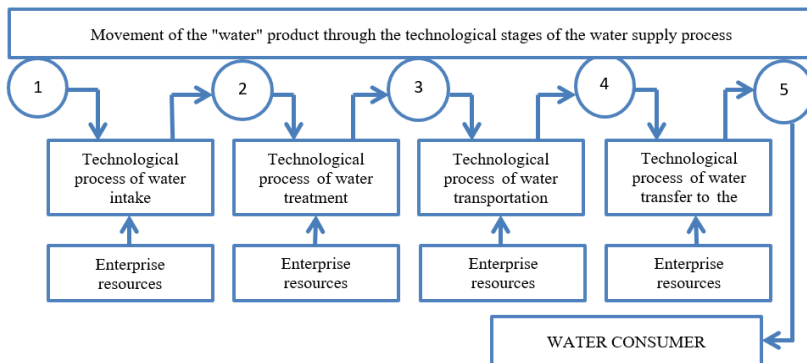 Movement of the "water" product through the technological stages of the water supply process
1
2
3
4
5
Technological
process of water
intake
Technological
process of water
treatment
Technological
process of water
transportation
Technological
process of water
transfer to the
Enterprise
resources
Enterprise
resources
Enterprise
resources
Enterprise
resources
WATER CONSUMER